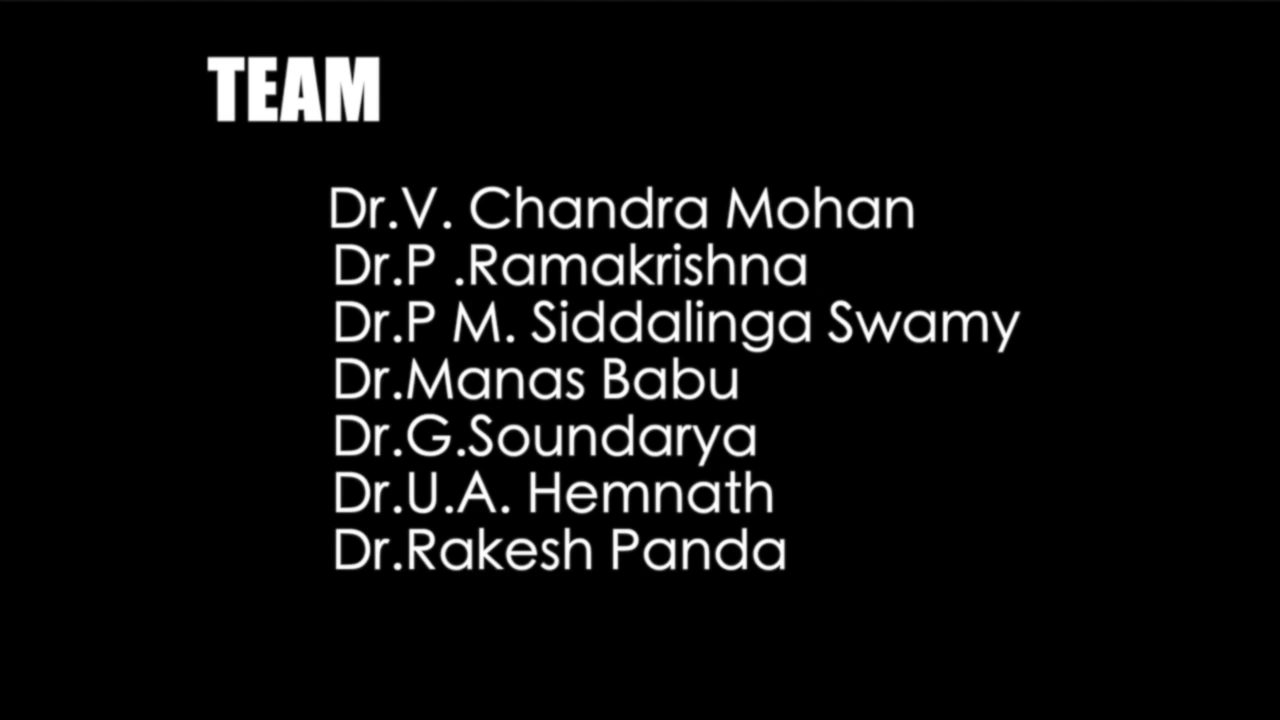 TEAM
Dr.V. Chandra Mohan
Dr.P .Ramakrishna
Dr.P M. Siddalinga Swamy
Dr.Manas Babu
Dr.G.Soundarya
Dr.U.A. Hemnath
Dr.Rakesh Panda